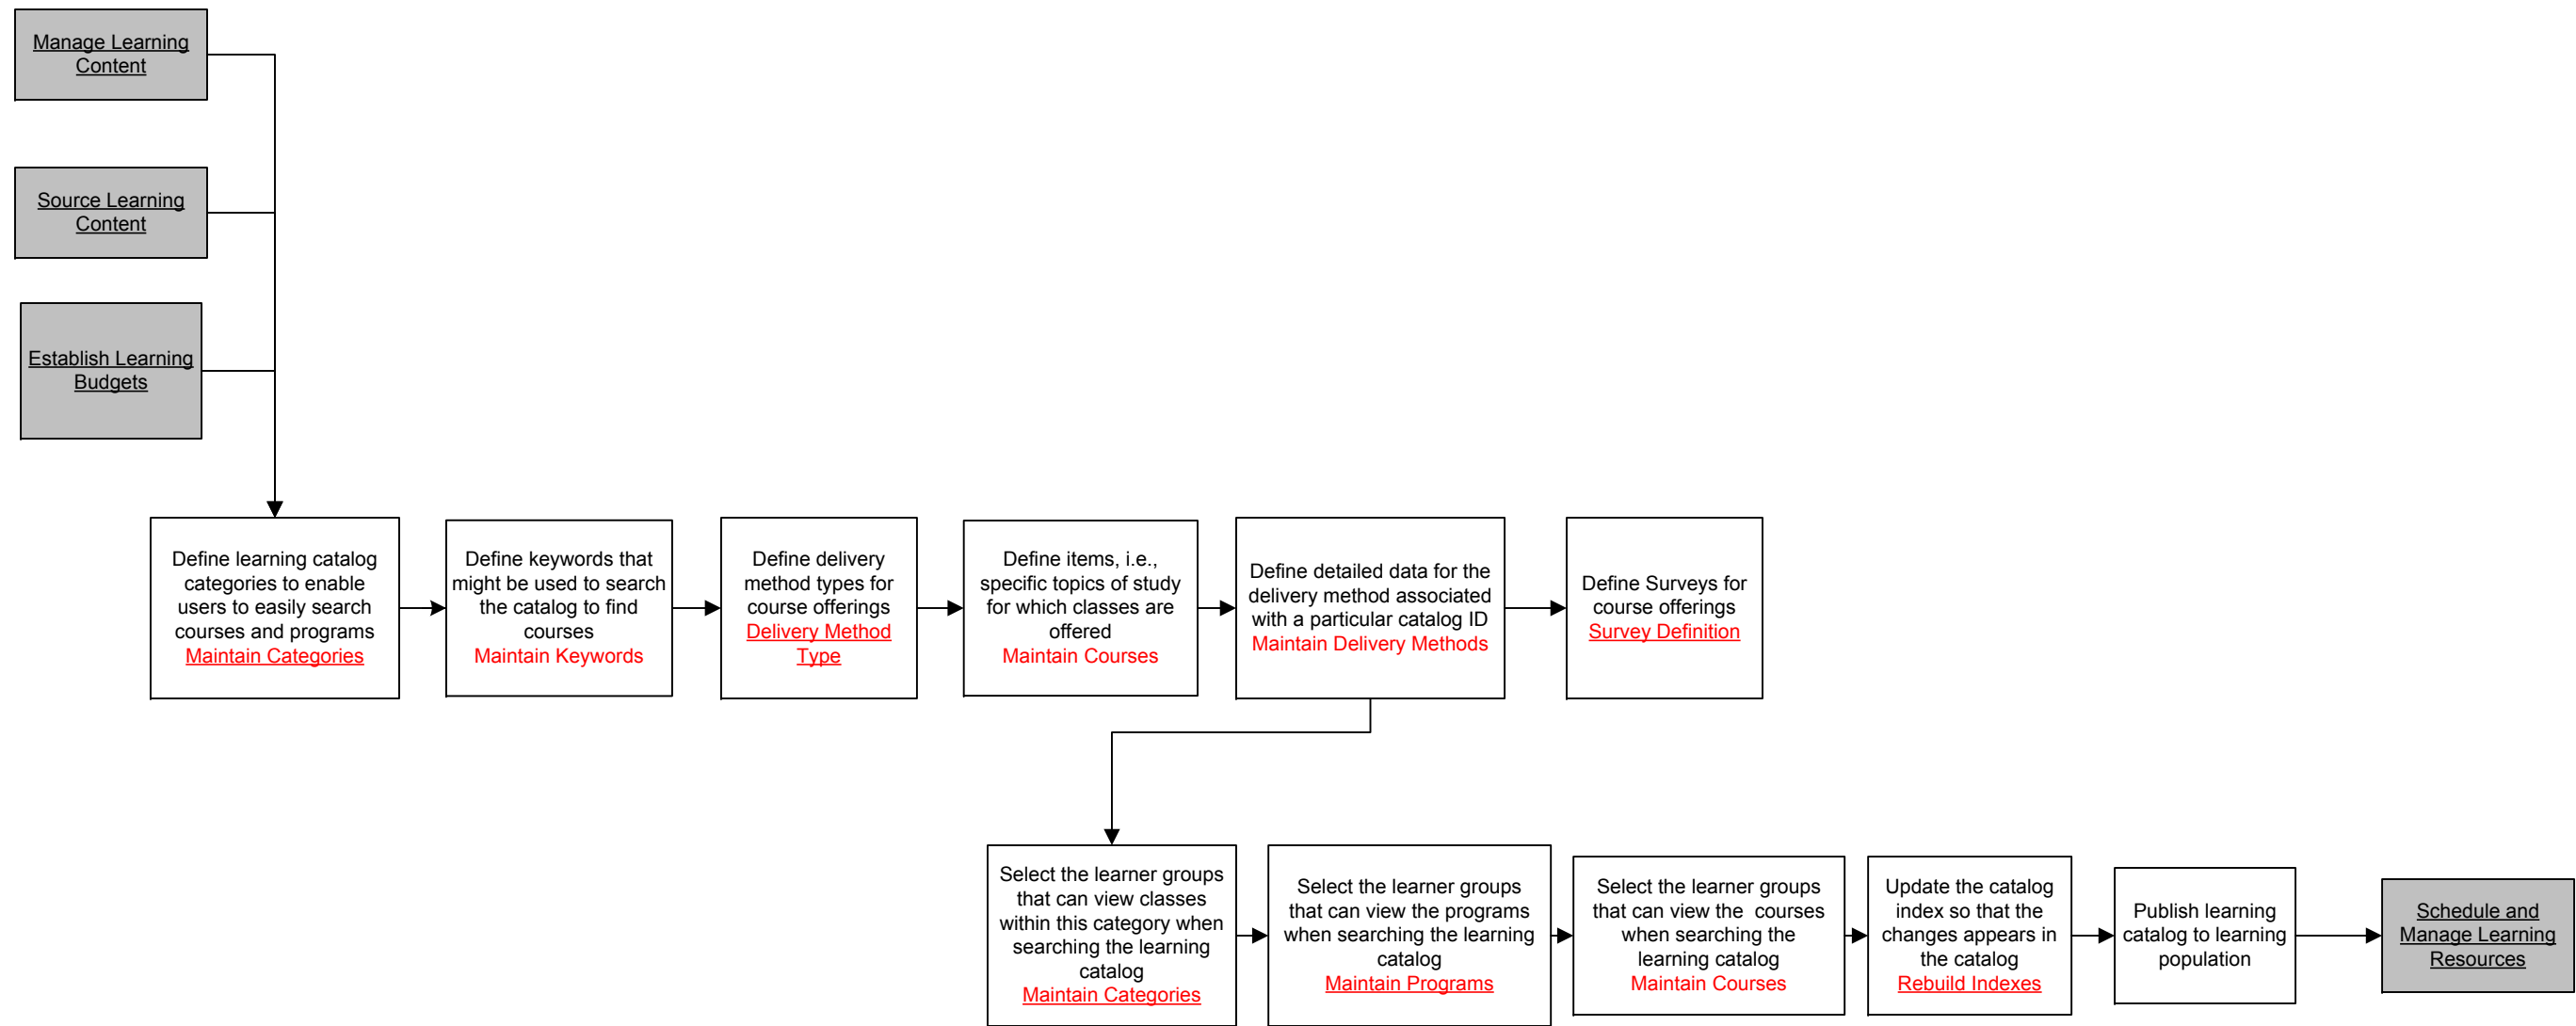 Manage Learning
Content
Source Learning
Content
Establish Learning
Budgets
Define learning catalog
categories to enable
users to easily search
courses and programs
Maintain Categories
Define keywords that
might be used to search
the catalog to find
courses
Maintain Keywords
Define delivery
method types for
course offerings
Delivery Method
Type
Define items, i.e.,
specific topics of study
for which classes are
offered
Maintain Courses
Define detailed data for the
delivery method associated
with a particular catalog ID
Maintain Delivery Methods
Define Surveys for
course offerings
Survey Definition
Select the learner groups
that can view classes
within this category when
searching the learning
catalog
Maintain Categories
Select the learner groups
that can view the programs
when searching the learning
catalog
Maintain Programs
Select the learner groups
that can view the courses
when searching the
learning catalog
Maintain Courses
Update the catalog
index so that the
changes appears in
the catalog
Rebuild Indexes
Publish learning
catalog to learning
population
Schedule and
Manage Learning
Resources